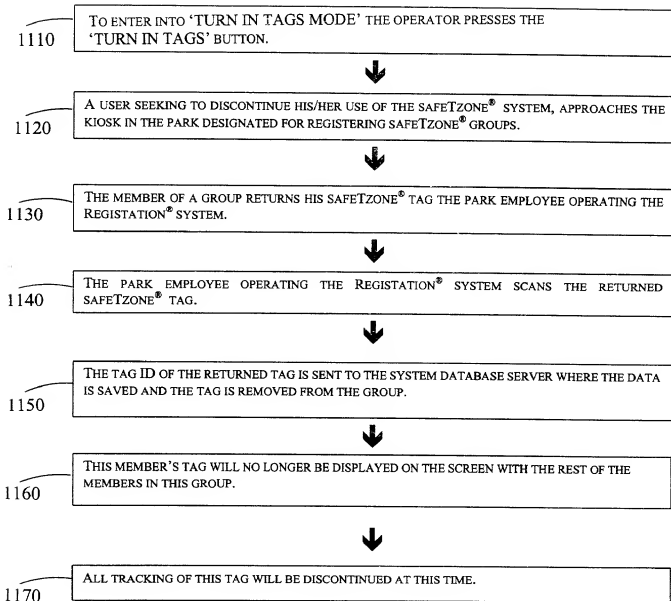 TO ENTER INTO 'TURN IN TAGS MODE' THE OPERATOR PRESSES THE
'TURN IN TAGS' BUTTON.
1110
A USER SEEKING TO DISCONTINUE HIS/HER USE OF THE SAFETZONE® SYSTEM, APPROACHES THE
KIOSK IN THE PARK DESIGNATED FOR REGISTERING SAFETZONE® GROUPS.
1120
THE MEMBER OF A GROUP RETURNS HIS SAFETZONE® TAG THE PARK EMPLOYEE OPERATING THE
REGISTATION® SYSTEM.
1130
THE PARK EMPLOYEE OPERATING THE REGISTATION® SYSTEM SCANS THE RETURNED
SAFETZONE® TAG.
1140
THE TAG ID OF THE RETURNED TAG IS SENT TO THE SYSTEM DATABASE SERVER WHERE THE DATA
IS SAVED AND THE TAG IS REMOVED FROM THE GROUP.
1150
THIS MEMBER'S TAG WILL NO LONGER BE DISPLAYED ON THE SCREEN WITH THE REST OF THE
MEMBERS IN THIS GROUP.
1160
ALL TRACKING OF THIS TAG WILL BE DISCONTINUED AT THIS TIME.
1170